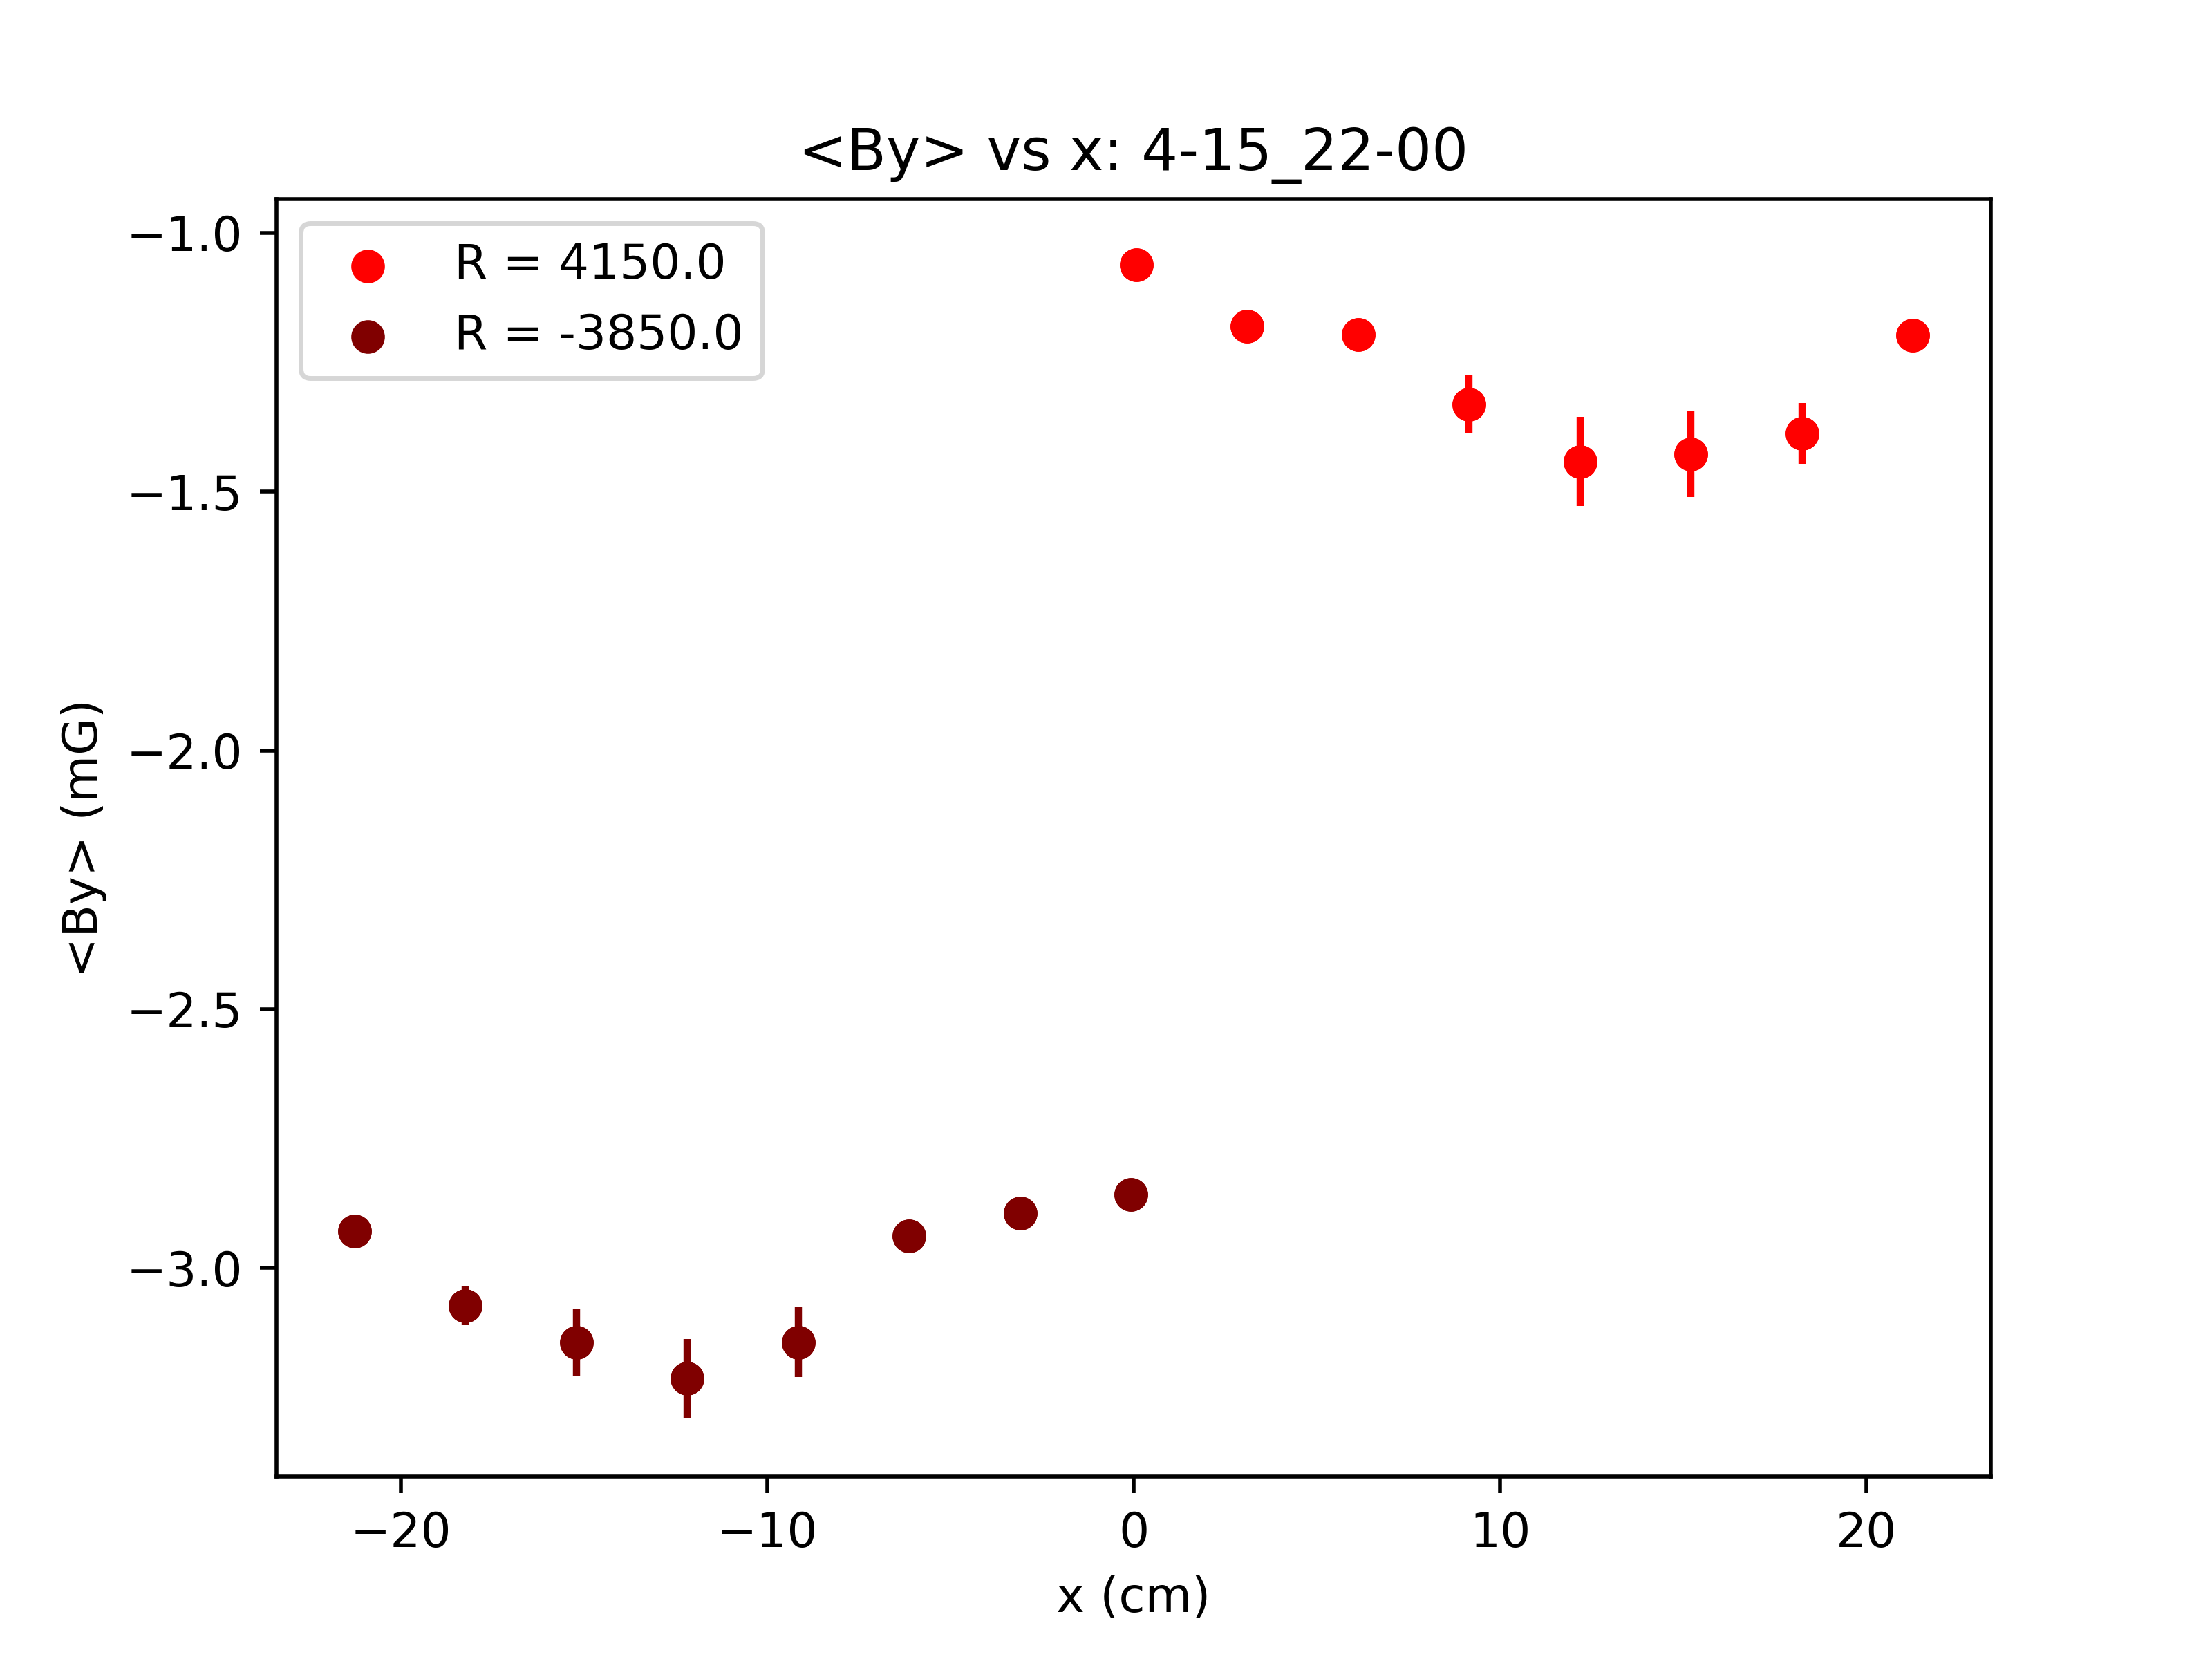 <By> vs x: 4-15_22-00
R = 4150.0
R = -3850.0
−1.0
−1.5
−2.0
−2.5
−3.0
<By> (mG)
−20
−10
0
10
20
x (cm)